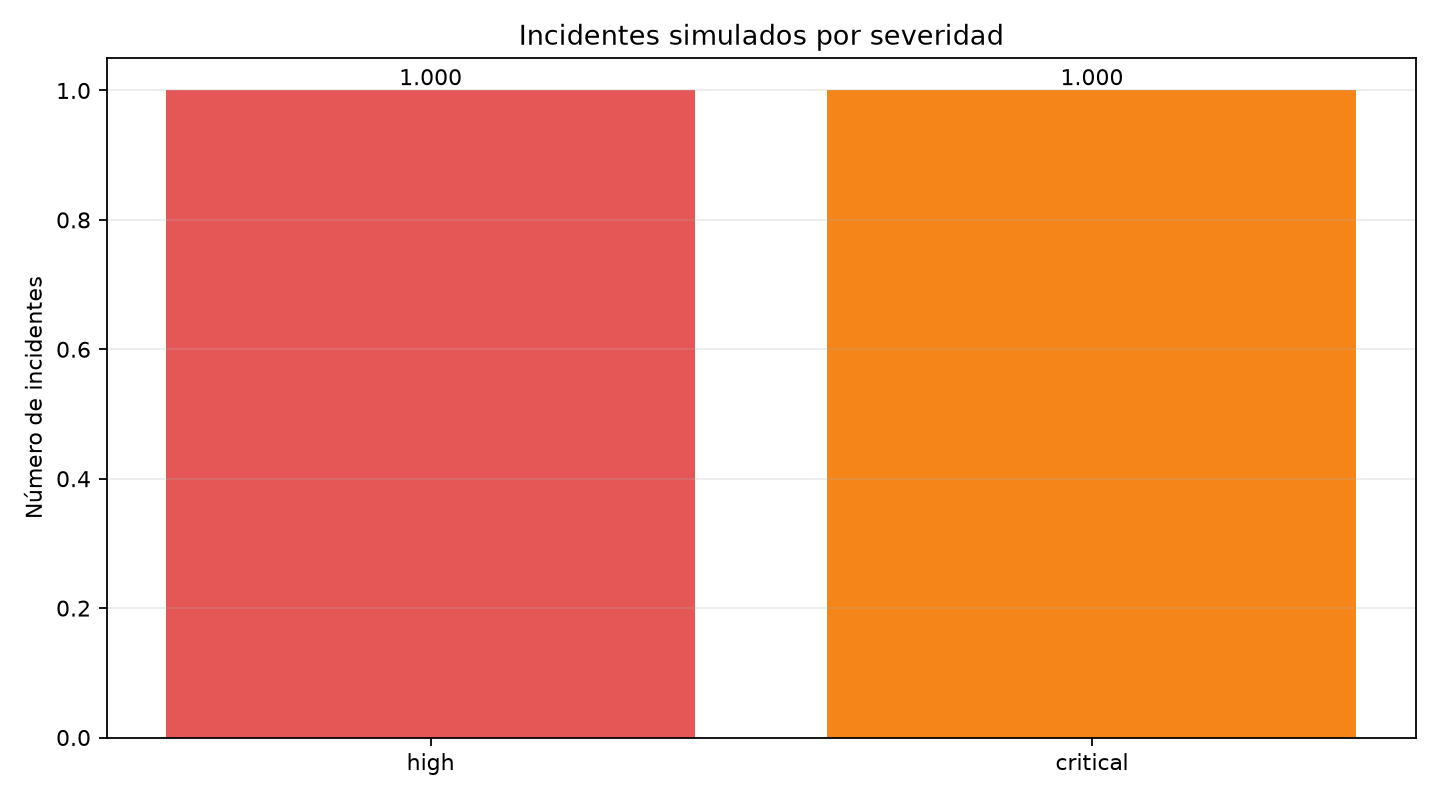 Incidentes simulados por severidad
1.000
1.000
1.0
0.8
0.6
0.4
0.2
0.0
Número de incidentes
high
critical